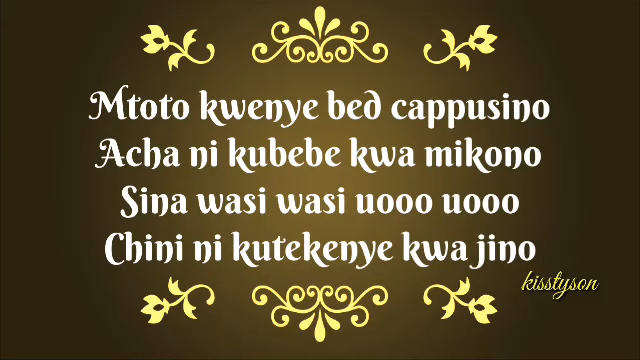 Mtoto kwenye bed cappusino
Acha ni kubebe kwa mikono
Sina wasi wasi uooo uooo
Chini ni kutekenye kwa jino
kisstyson